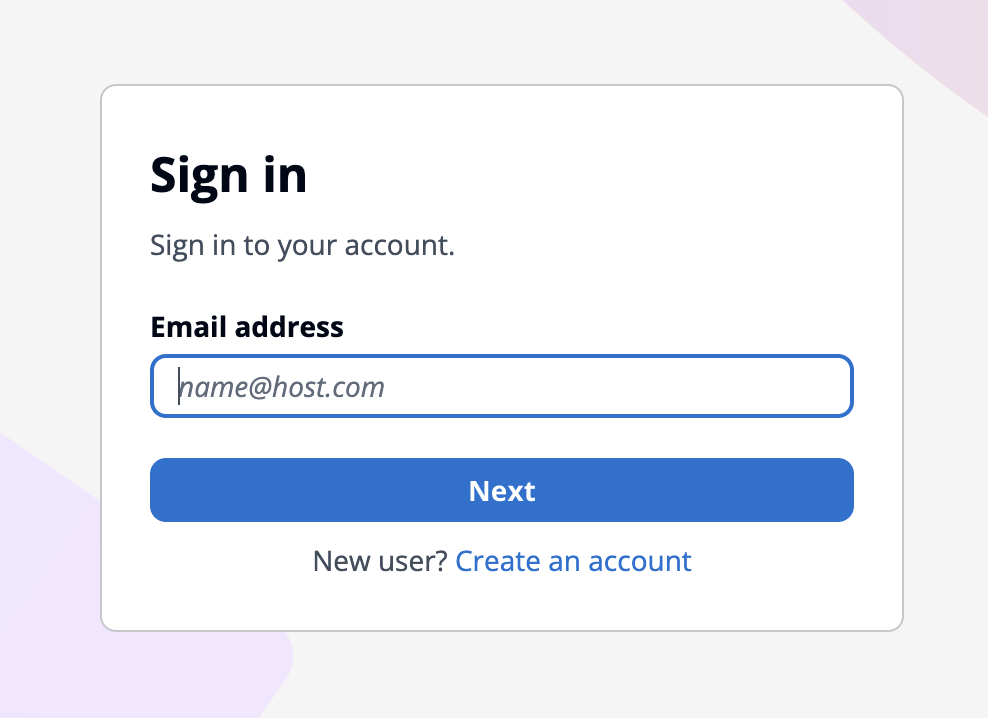 Sign in
Sign in to your account.
Email address
name@host.com
Next
New user? Create an account